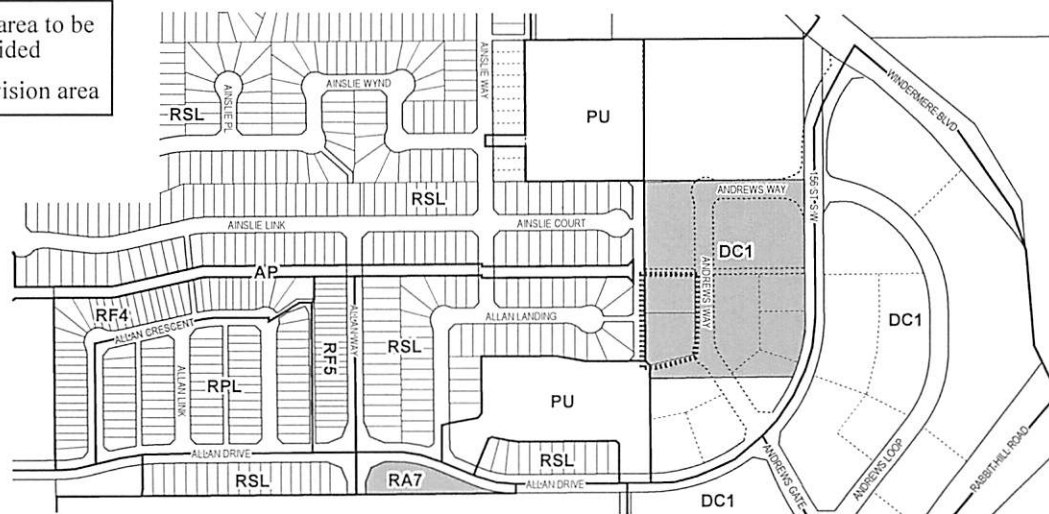 area to be
ided
ision area
AINSLIE WAY
AINSLIE WYND
AINSLIE PL
RSL
PU
WINDERMERE BLVD
RSL
ANDREWS WAY
156 ST SW
AINSLIE LINK
AINSLIE COURT
DC1
AP
ANDREWS WAY
RF4
ALLAN CRESCENT
ALLAN WAY
RSL
ALLAN LANDING
DC1
RF5
RPL
ALLAN LINK
PU
ALLAN DRIVE
RSL
RA7
RSL
ALLAN DRIVE
DC1
ANDREWS GATE
ANDREWS LOOP
RABBIT HILL ROAD